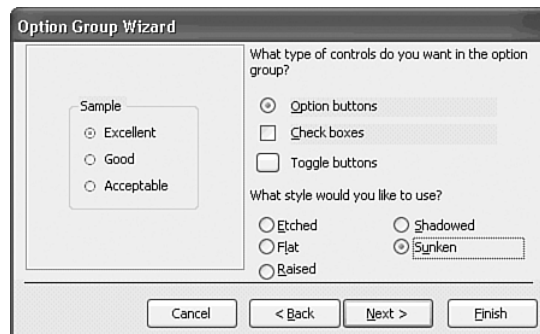 Option Group Wizard
What type of controls do you want in the option
group?
Sample
Excellent
Good
Acceptable
Option buttons
Check boxes
Toggle buttons
What style would you like to use?
Etched
Shadowed
Flat
Sunken
Raised
Cancel
< Back
Next >
Finish